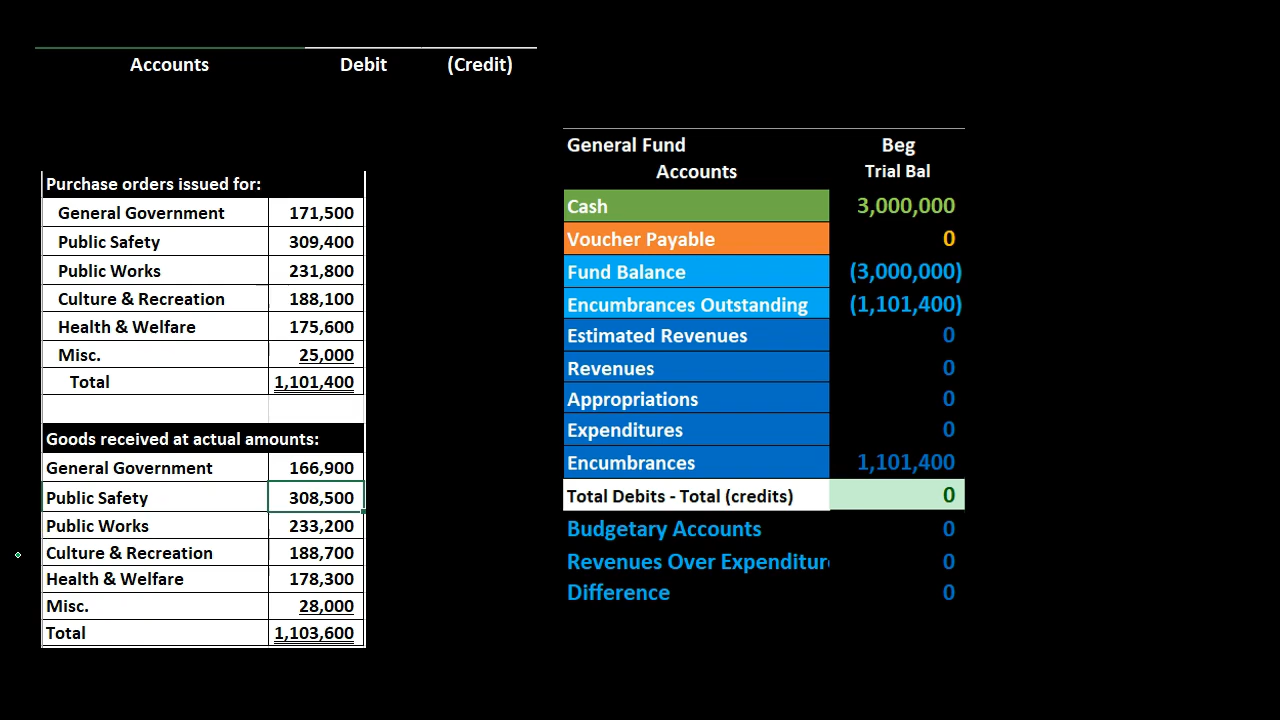 Accounts Debit (Credit)
Purchase orders issued for:
General Government 171,500
Public Safety 309,400
Public Works 231,800
Culture & Recreation 188,100
Health & Welfare 175,600
Misc. 25,000
Total 1,101,400
Goods received at actual amounts:
General Government 166,900
Public Safety 308,500
Public Works 233,200
Culture & Recreation 188,700
Health & Welfare 178,300
Misc. 28,000
Total 1,103,600
General Fund Beg
Accounts Trial Bal
Cash 3,000,000
Voucher Payable 0
Fund Balance (3,000,000)
Encumbrances Outstanding (1,101,400)
Estimated Revenues 0
Revenues 0
Appropriations 0
Expenditures 0
Encumbrances 1,101,400
Total Debits - Total (credits) 0
Budgetary Accounts 0
Revenues Over Expenditur 0
Difference 0